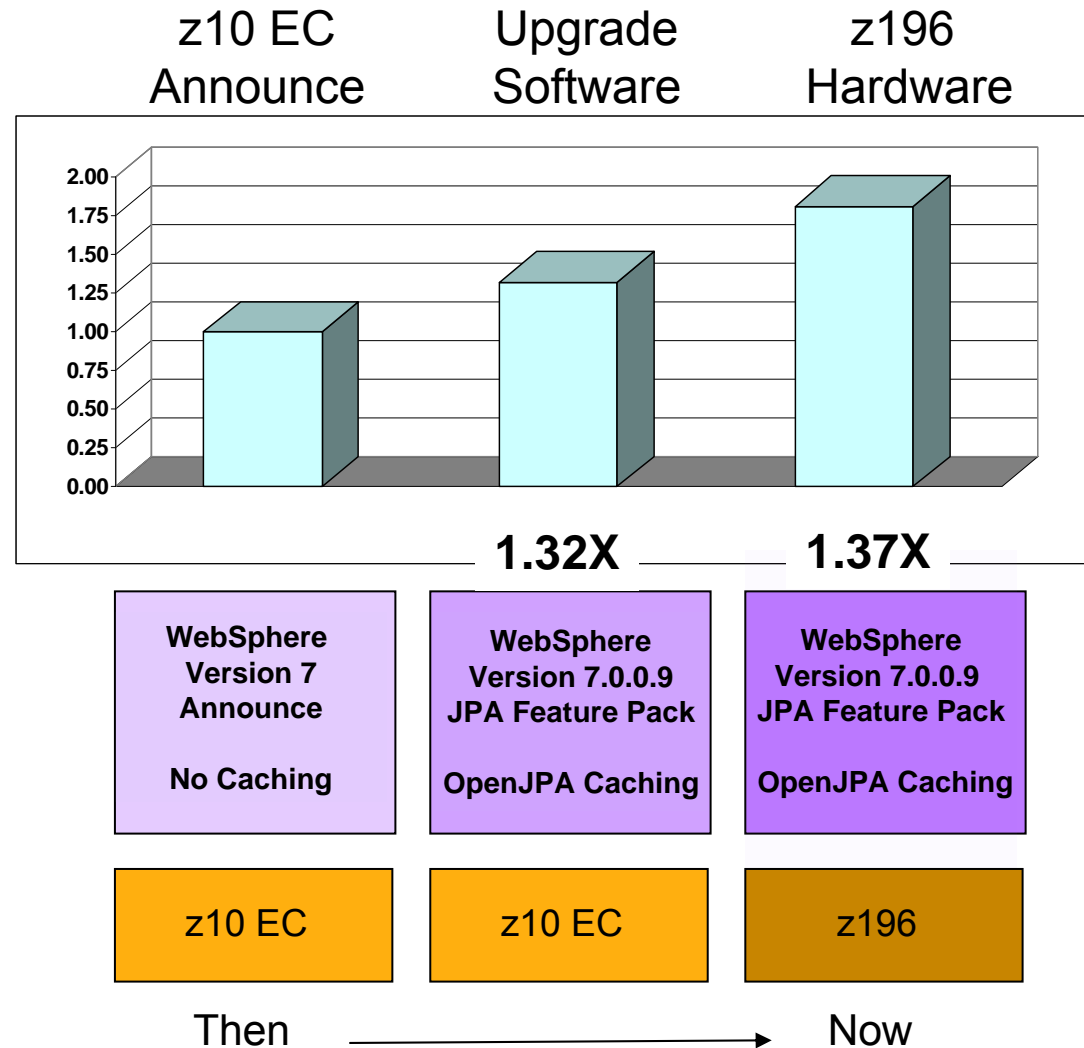 z10 EC
Announce
Upgrade
Software
z196
Hardware
2.00
1.75
1.50
1.25
1.00
0.75
0.50
0.25
0.00
1.32X
1.37X
WebSphere
Version 7
Announce
No Caching
WebSphere
Version 7.0.0.9
JPA Feature Pack
OpenJPA Caching
WebSphere
Version 7.0.0.9
JPA Feature Pack
OpenJPA Caching
z10 EC
z10 EC
z196
Then
Now